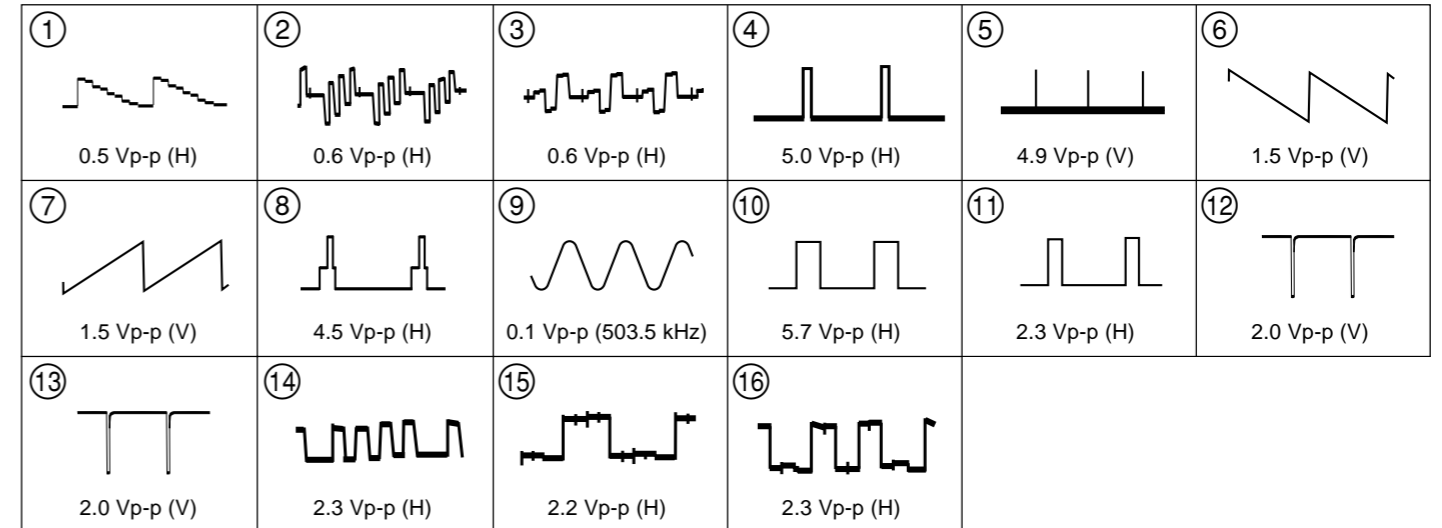 ① ② ③ ④ ⑤ ⑥
0.5 Vp-p (H) 0.6 Vp-p (H) 0.6 Vp-p (H) 5.0 Vp-p (H) 4.9 Vp-p (V) 1.5 Vp-p (V)
⑦ ⑧ ⑨ ⑩ ⑪ ⑫
1.5 Vp-p (V) 4.5 Vp-p (H) 0.1 Vp-p (503.5 kHz) 5.7 Vp-p (H) 2.3 Vp-p (H) 2.0 Vp-p (V)
⑬ ⑭ ⑮ ⑯
2.0 Vp-p (V) 2.3 Vp-p (H) 2.2 Vp-p (H) 2.3 Vp-p (H)